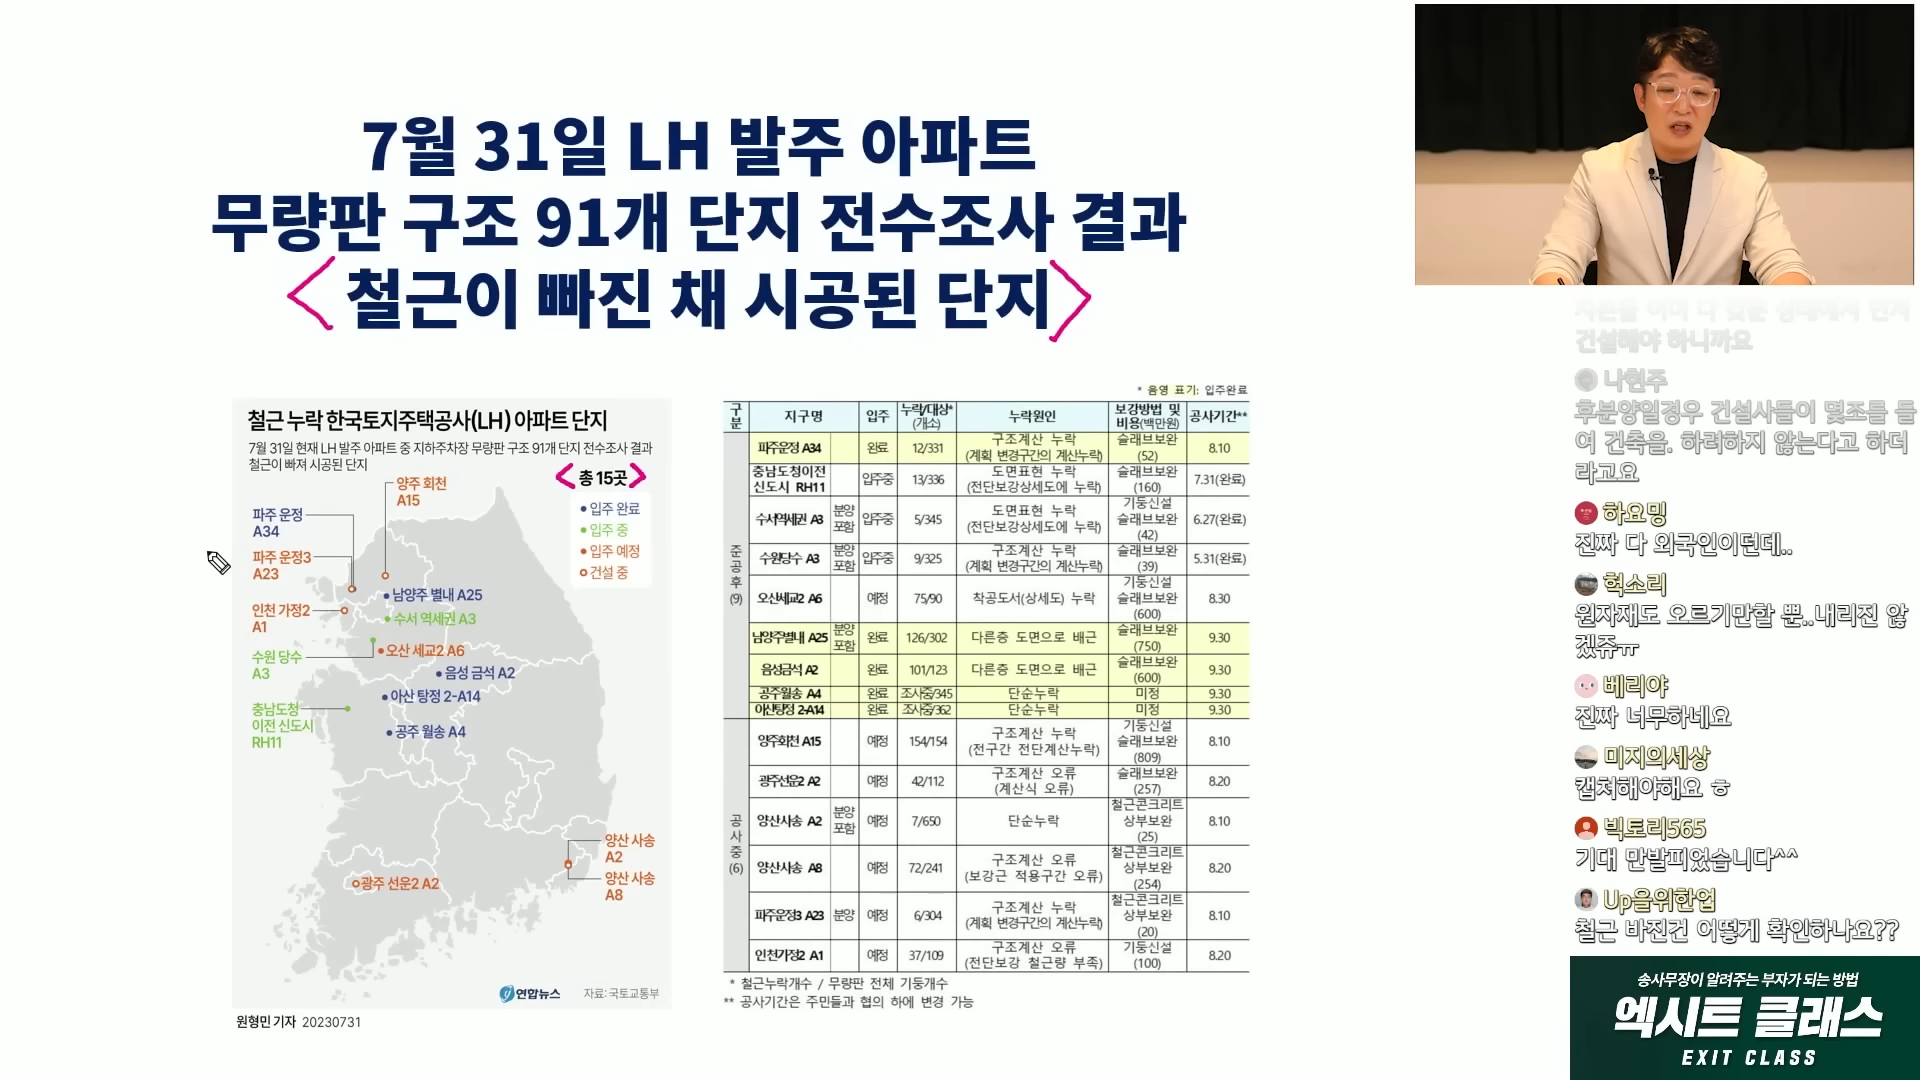 7월 31일 LH 발주 아파트
무량판 구조 91개 단지 전수조사 결과
철근이 빠진 채 시공된 단지
철근 누락 한국토지주택공사(LH) 아파트 단지
7월 31일 현재 LH 발주 아파트 중 지하주차장 무량판 구조 91개 단지 전수조사 결과
철근이 빠져 시공된 단지
총 15곳
• 입주 완료
• 입주 중
• 입주 예정
건설 중
양주 회천
A15
파주 운정
A34
파주 운정3
A23
인천 가정2
A1
수원 당수
A3
충남도청
이전 신도시
RH11
• 남양주 별내 A25
• 수서 역세권 A3
• 오산 세교2 A6
• 음성 금석 A2
• 아산 탕정 2-A14
• 공주 월송 A4
양산 사송
A2
양산 사송
A8
광주 선운2 A2
연합뉴스 자료: 국토교통부
원형민 기자 20230731
* 음영 표기: 입주완료
구분 지구명 입주 누락/대상*(개소) 누락원인 보강방법 및 비용(백만원) 공사기간**
준공후(9)
파주운정 A34 완료 12/331 구조계산 누락 (계획 변경구간의 계산누락) 슬래브보완 (52) 8.10
충남도청이전 신도시 RH11 입주중 13/336 도면표현 누락 (전단보강상세도에 누락) 슬래브보완 (160) 7.31(완료)
수서역세권 A3 분양포함 입주중 5/345 도면표현 누락 (전단보강상세도에 누락) 기둥신설 슬래브보완 (42) 6.27(완료)
수원당수 A3 분양포함 입주중 9/325 구조계산 누락 (계획 변경구간의 계산누락) 슬래브보완 (39) 5.31(완료)
오산세교2 A6 예정 75/90 착공도서(상세도) 누락 기둥신설 슬래브보완 (600) 8.30
남양주별내 A25 분양포함 완료 126/302 다른층 도면으로 배근 슬래브보완 (750) 9.30
음성금석 A2 완료 101/123 다른층 도면으로 배근 슬래브보완 (600) 9.30
공주월송 A4 완료 조사중/345 단순누락 미정 9.30
아산탕정 2-A14 완료 조사중/362 단순누락 미정 9.30
공사중(6)
양주회천 A15 예정 154/154 구조계산 누락 (전구간 전단계산누락) 기둥신설 슬래브보완 (809) 8.10
광주선운2 A2 예정 42/112 구조계산 오류 (계산식 오류) 슬래브보완 (257) 8.20
양산사송 A2 분양포함 예정 7/650 단순누락 철근콘크리트 상부보완 (25) 8.10
양산사송 A8 예정 72/241 구조계산 오류 (보강근 적용구간 오류) 철근콘크리트 상부보완 (254) 8.20
파주운정3 A23 분양 예정 6/304 구조계산 누락 (계획 변경구간의 계산누락) 철근콘크리트 상부보완 (20) 8.10
인천가정2 A1 예정 37/109 구조계산 오류 (전단보강 철근량 부족) 기둥신설 (100) 8.20
* 철근누락개수 / 무량판 전체 기둥개수
** 공사기간은 주민들과 협의 하에 변경 가능
건설해야 하니까요
나현주
후분양일경우 건설사들이 몇조를 들
여 건축을. 하려하지 않는다고 하더
라고요
하요밍
진짜 다 외국인이던데..
혁소리
원자재도 오르기만할 뿐..내리진 않
겠쥬ㅠ
베리야
진짜 너무하네요
미지의세상
캡처해야해요 ㅎ
빅토리565
기대 만발피었습니다^^
Up을위한업
철근 바진건 어떻게 확인하나요??
송사무장이 알려주는 부자가 되는 방법
엑시트 클래스
EXIT CLASS